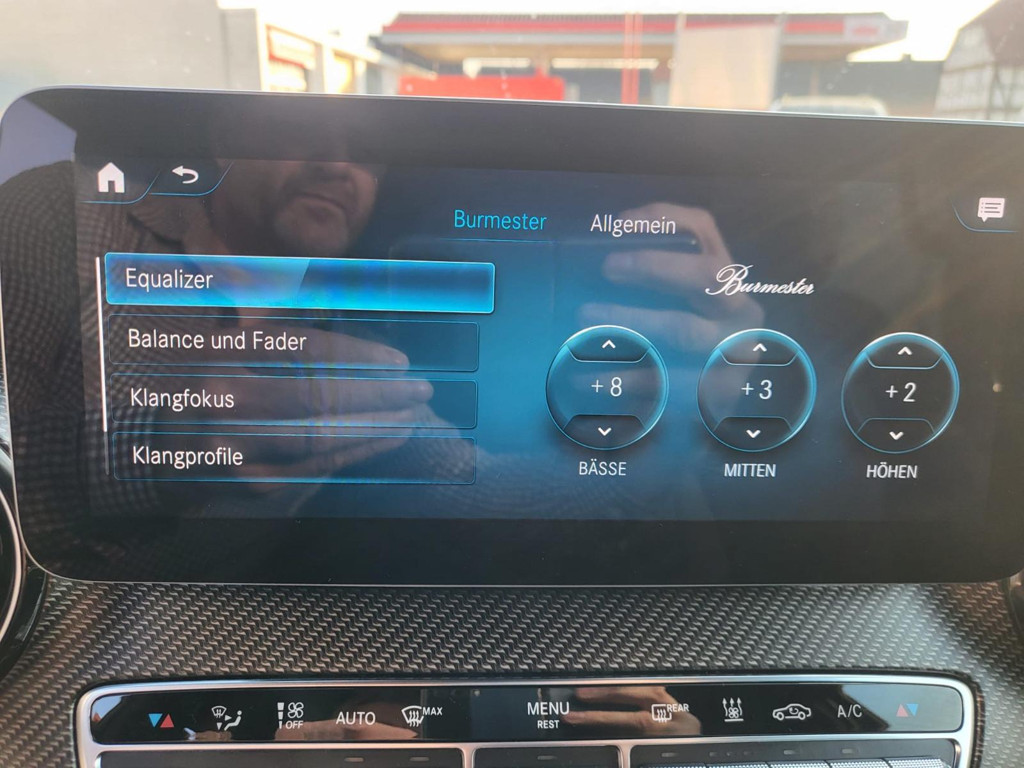 Burmester Allgemein
Equalizer
Balance und Fader
Klangfokus
Klangprofile
Burmester
+8 +3 +2
BÄSSE MITTEN HÖHEN
OFF AUTO MAX MENU REST REAR A/C